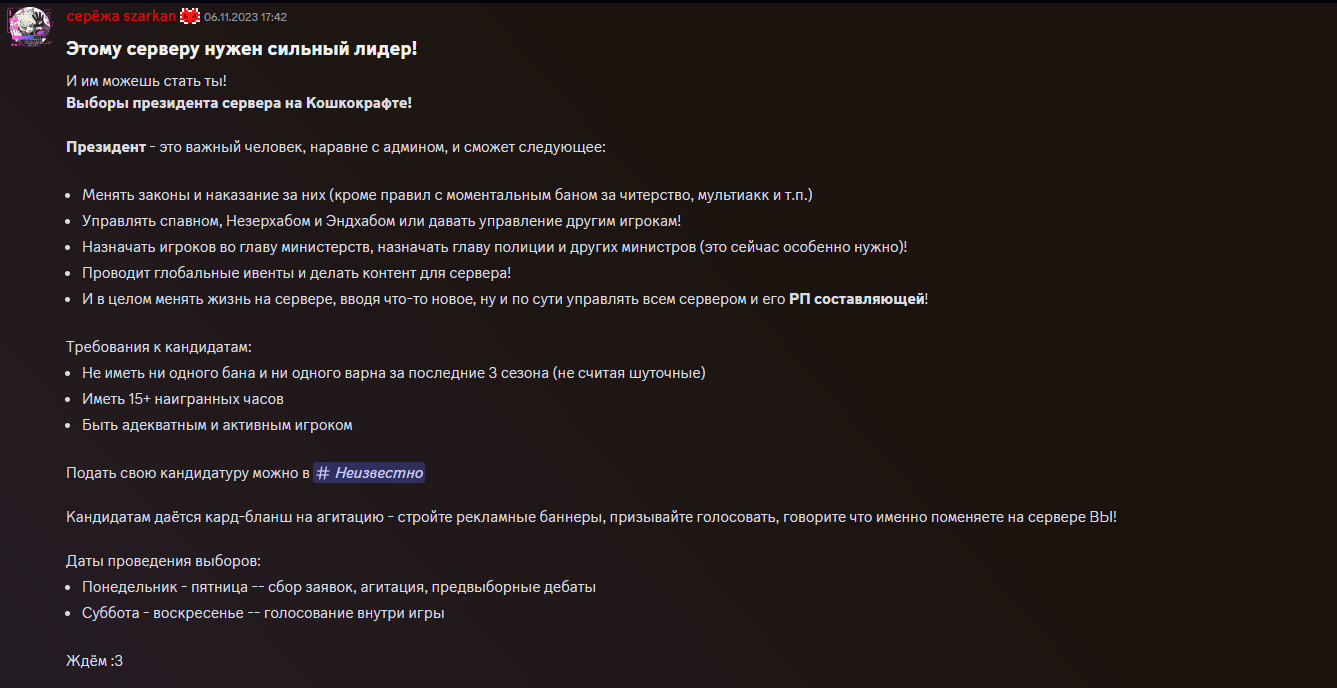 серёжа szarkan 06.11.2023 17:42
Этому серверу нужен сильный лидер!
И им можешь стать ты!
Выборы президента сервера на Кошкокрафте!
Президент - это важный человек, наравне с админом, и сможет следующее:
• Менять законы и наказание за них (кроме правил с моментальным баном за читерство, мультиакк и т.п.)
• Управлять спавном, Незерхабом и Эндхабом или давать управление другим игрокам!
• Назначать игроков во главу министерств, назначать главу полиции и других министров (это сейчас особенно нужно)!
• Проводит глобальные ивенты и делать контент для сервера!
• И в целом менять жизнь на сервере, вводя что-то новое, ну и по сути управлять всем сервером и его РП составляющей!
Требования к кандидатам:
• Не иметь ни одного бана и ни одного варна за последние 3 сезона (не считая шуточные)
• Иметь 15+ наигранных часов
• Быть адекватным и активным игроком
Подать свою кандидатуру можно в # Неизвестно
Кандидатам даётся кард-бланш на агитацию - стройте рекламные баннеры, призывайте голосовать, говорите что именно поменяете на сервере ВЫ!
Даты проведения выборов:
• Понедельник - пятница -- сбор заявок, агитация, предвыборные дебаты
• Суббота - воскресенье -- голосование внутри игры
Ждём :3